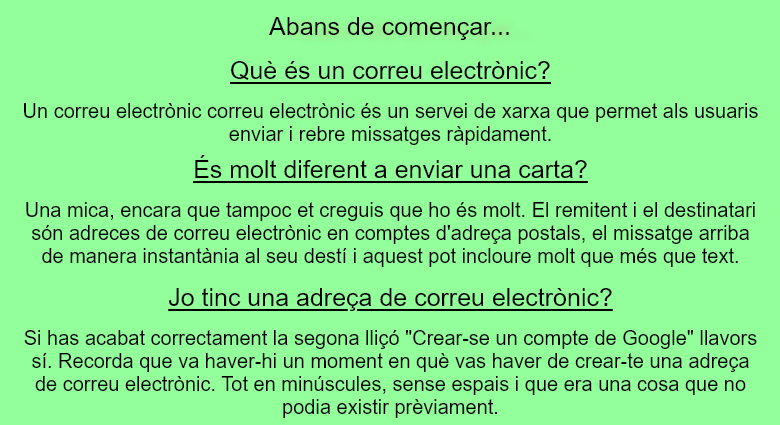 Abans de començar...
Què és un correu electrònic?
Un correu electrònic correu electrònic és un servei de xarxa que permet als usuaris
enviar i rebre missatges ràpidament.
És molt diferent a enviar una carta?
Una mica, encara que tampoc et creguis que ho és molt. El remitent i el destinatari
són adreces de correu electrònic en comptes d'adreça postals, el missatge arriba
de manera instantània al seu destí i aquest pot incloure molt que més que text.
Jo tinc una adreça de correu electrònic?
Si has acabat correctament la segona lliçó "Crear-se un compte de Google" llavors
sí. Recorda que va haver-hi un moment en què vas haver de crear-te una adreça
de correu electrònic. Tot en minúscules, sense espais i que era una cosa que no
podia existir prèviament.